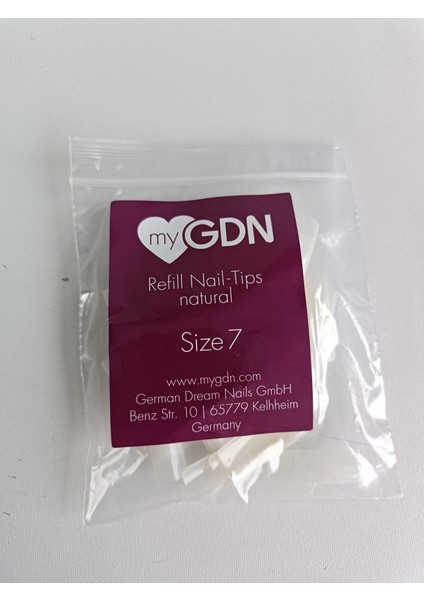 myGDN
Refill Nail-Tips
natural
Size 7
www.mygdn.com
German Dream Nails GmbH
Benz Str. 10 | 65779 Kelhheim
Germany